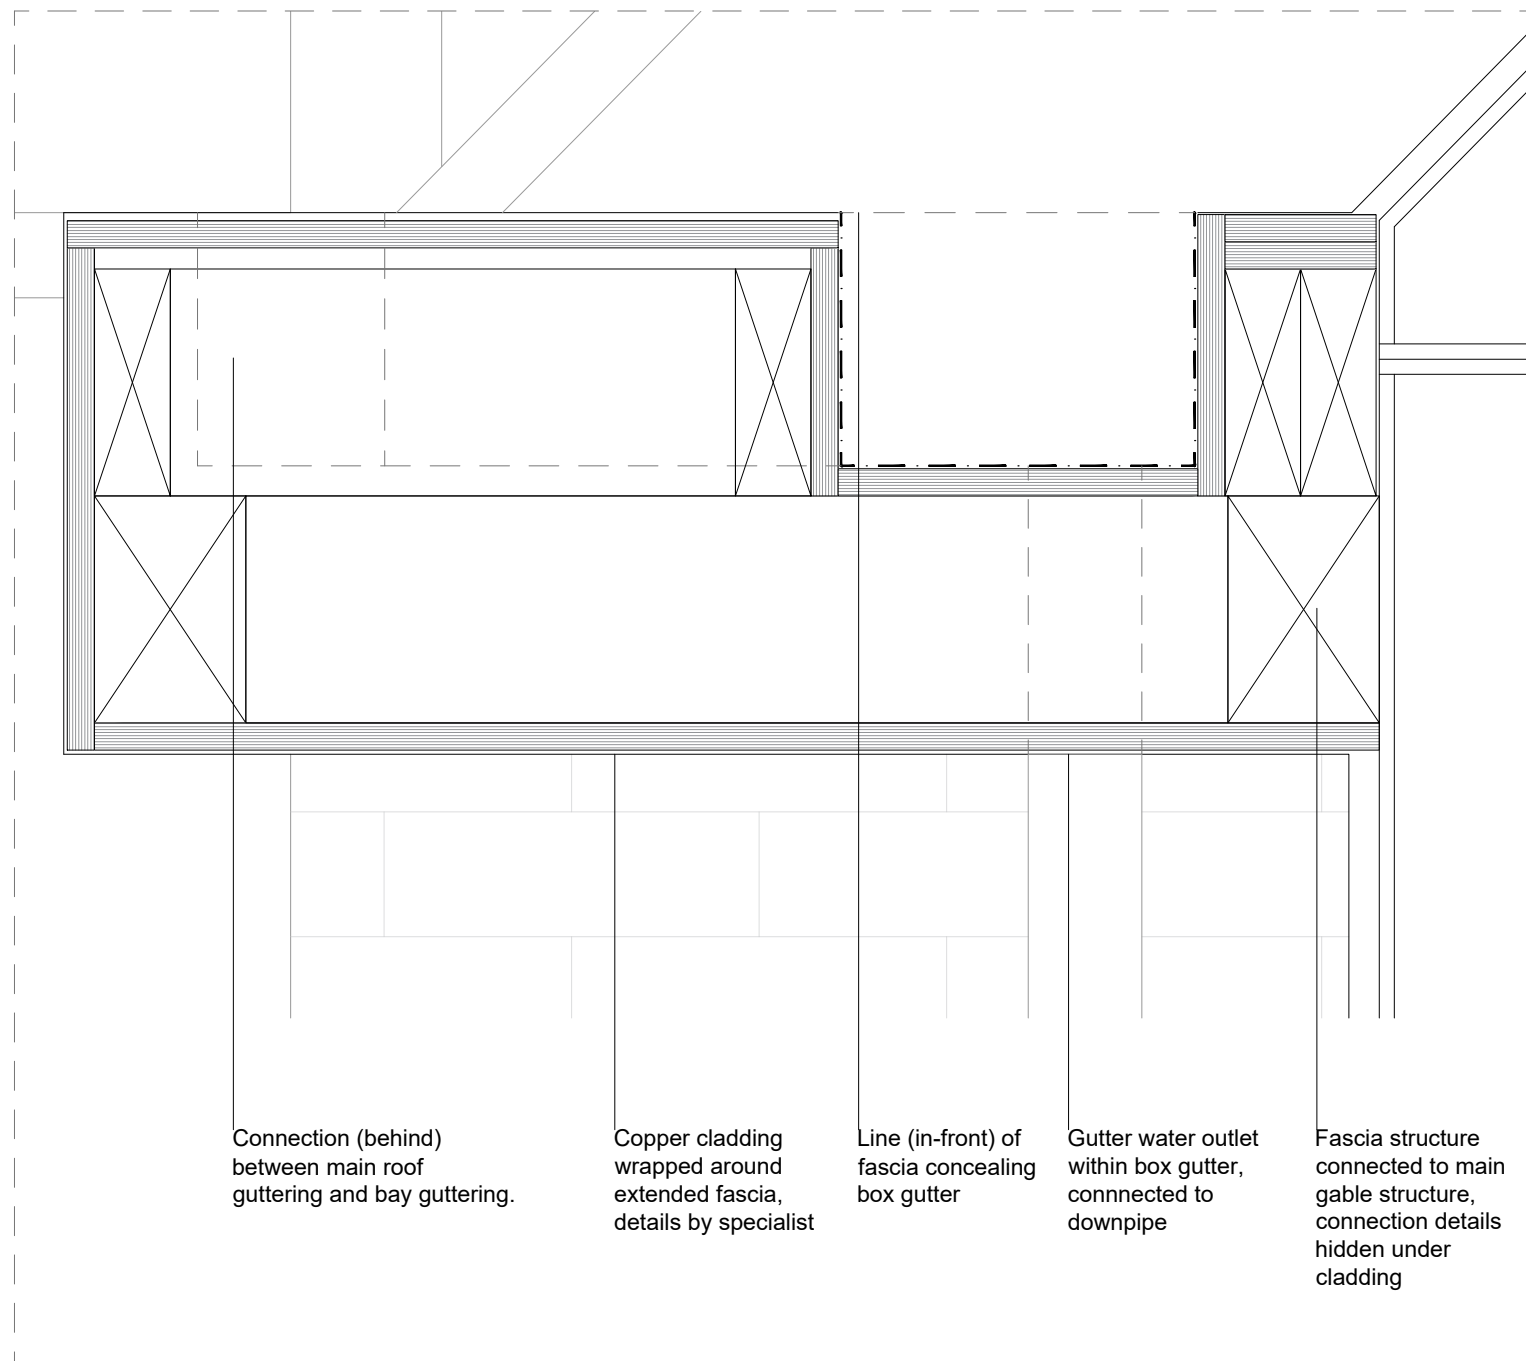 Connection (behind)
between main roof
guttering and bay guttering.
Copper cladding
wrapped around
extended fascia,
details by specialist
Line (in-front) of
fascia concealing
box gutter
Gutter water outlet
within box gutter,
connnected to
downpipe
Fascia structure
connected to main
gable structure,
connection details
hidden under
cladding